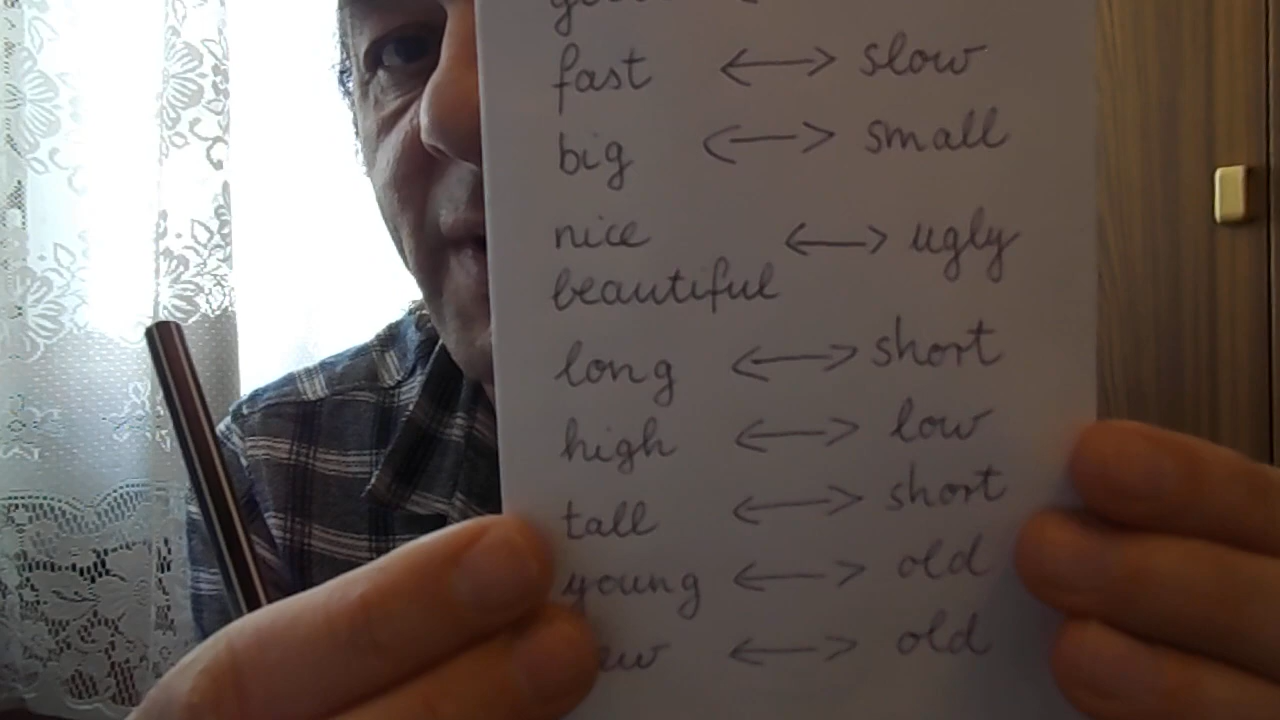 fast <-> slow
big <-> small
nice <-> ugly
beautiful
long <-> short
high <-> low
tall <-> short
young <-> old
<-> old